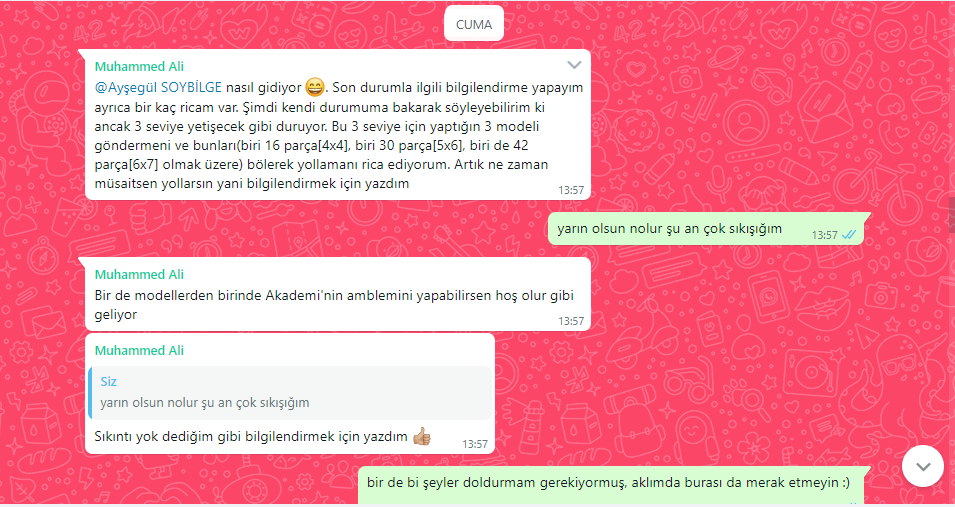 CUMA
Muhammed Ali
@Ayşegül SOYBİLGE nasıl gidiyor 😄. Son durumla ilgili bilgilendirme yapayım
ayrıca bir kaç ricam var. Şimdi kendi durumuma bakarak söyleyebilirim ki
ancak 3 seviye yetişecek gibi duruyor. Bu 3 seviye için yaptığın 3 modeli
göndermeni ve bunları(biri 16 parça[4x4], biri 30 parça[5x6], biri de 42
parça[6x7] olmak üzere) bölerek yollamanı rica ediyorum. Artık ne zaman
müsaitsen yollarsın yani bilgilendirmek için yazdım
13:57
yarın olsun nolur şu an çok sıkışığım
13:57
Muhammed Ali
Bir de modellerden birinde Akademi'nin amblemini yapabilirsen hoş olur gibi
geliyor
13:57
Muhammed Ali
Siz
yarın olsun nolur şu an çok sıkışığım
Sıkıntı yok dediğim gibi bilgilendirmek için yazdım 👍🏼
13:57
bir de bi şeyler doldurmam gerekiyormuş, aklımda burası da merak etmeyin :)